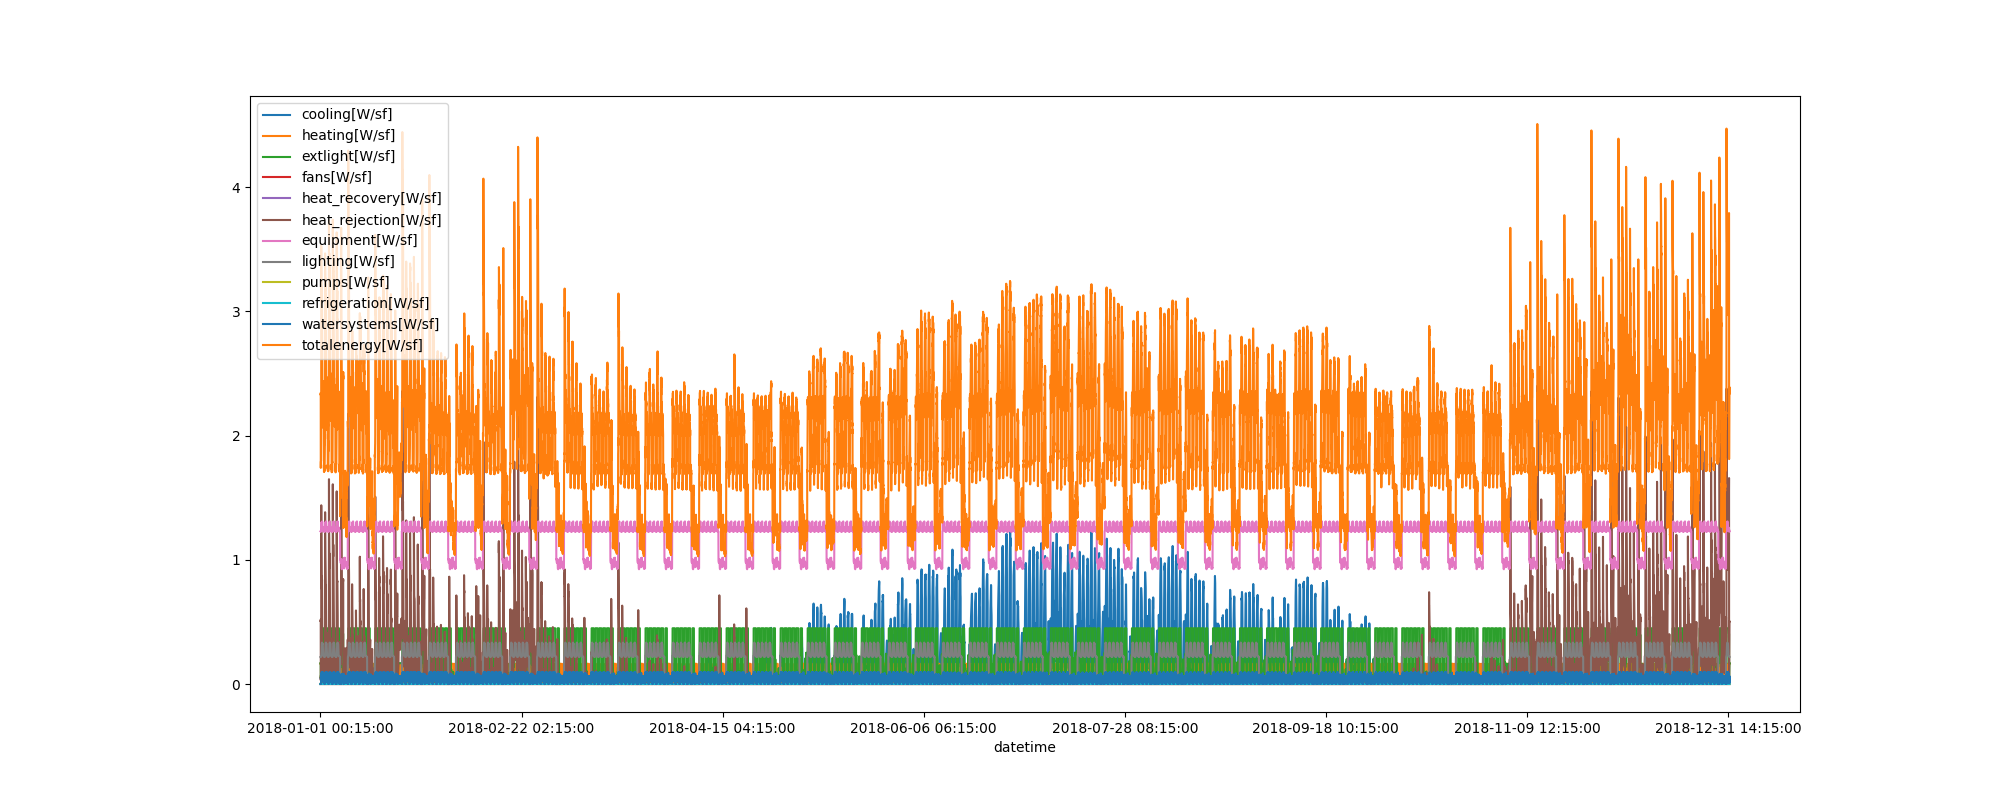 cooling[W/sf]
heating[W/sf]
extlight[W/sf]
fans[W/sf]
heat_recovery[W/sf]
heat_rejection[W/sf]
equipment[W/sf]
lighting[W/sf]
pumps[W/sf]
refrigeration[W/sf]
watersystems[W/sf]
totalenergy[W/sf]
4
3
2
1
0
2018-01-01 00:15:00 2018-02-22 02:15:00 2018-04-15 04:15:00 2018-06-06 06:15:00 2018-07-28 08:15:00 2018-09-18 10:15:00 2018-11-09 12:15:00 2018-12-31 14:15:00
datetime